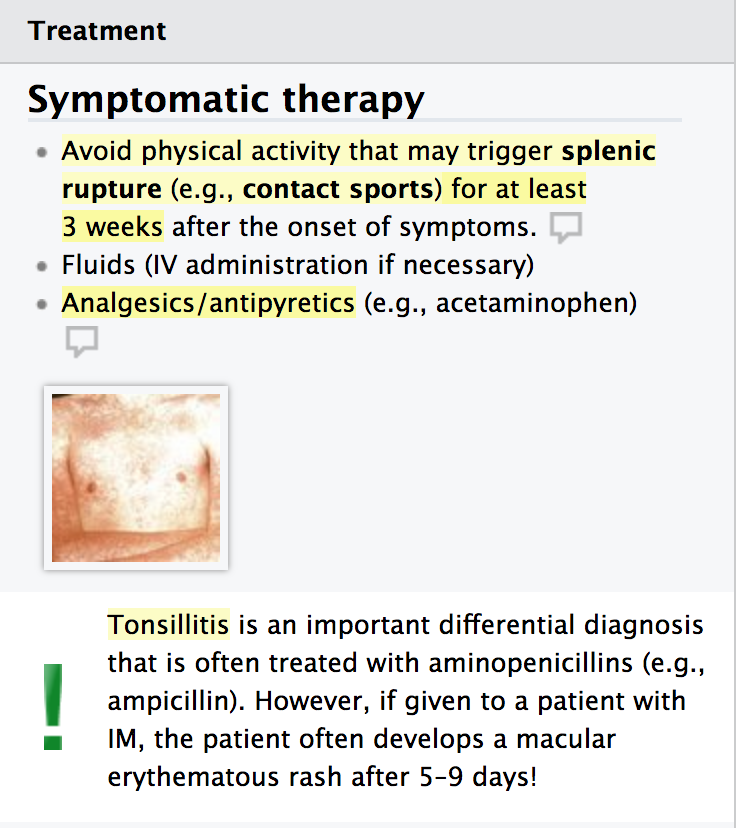 Treatment
Symptomatic therapy
Avoid physical activity that may trigger splenic
rupture (e.g., contact sports) for at least
3 weeks after the onset of symptoms.
Fluids (IV administration if necessary)
Analgesics/antipyretics (e.g., acetaminophen)
Tonsillitis is an important differential diagnosis
that is often treated with aminopenicillins (e.g.,
ampicillin). However, if given to a patient with
IM, the patient often develops a macular
erythematous rash after 5–9 days!